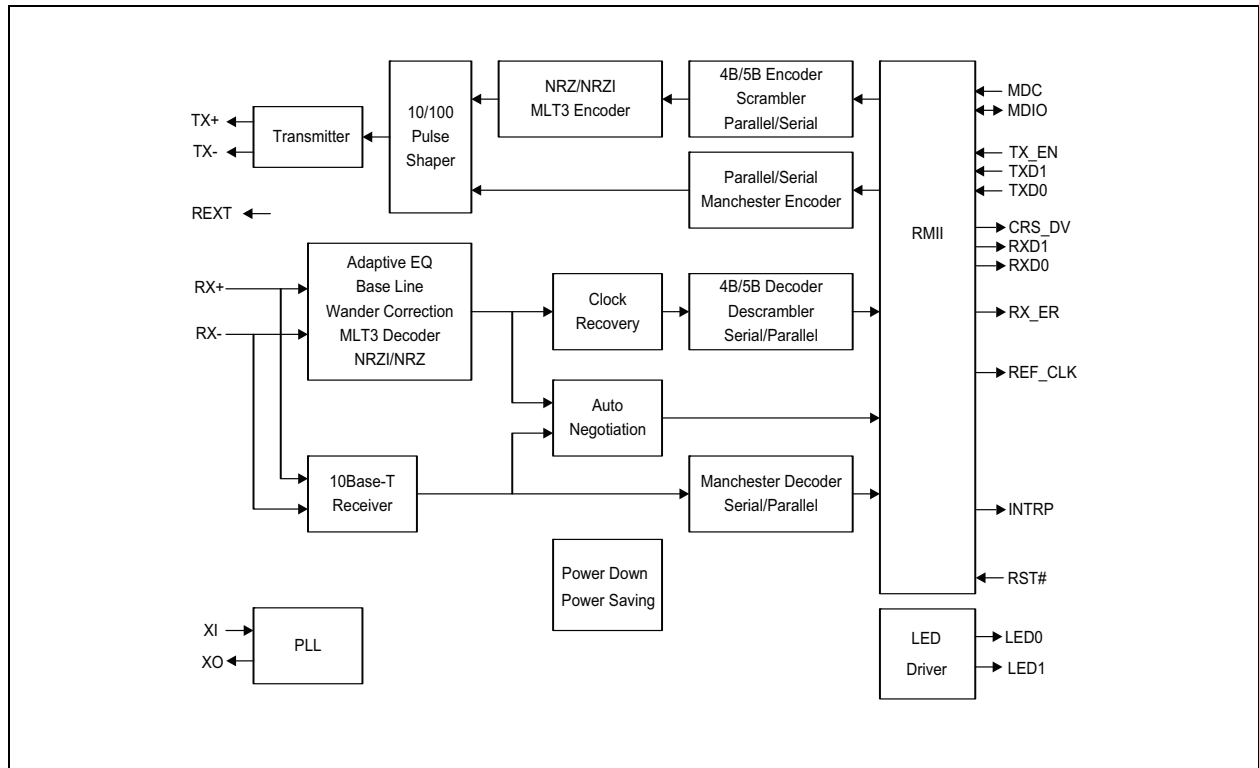 TX+
TX-
REXT
RX+
RX-
XI
XO
Transmitter
10/100
Pulse
Shaper
NRZ/NRZI
MLT3 Encoder
4B/5B Encoder
Scrambler
Parallel/Serial
Parallel/Serial
Manchester Encoder
Adaptive EQ
Base Line
Wander Correction
MLT3 Decoder
NRZI/NRZ
Clock
Recovery
4B/5B Decoder
Descrambler
Serial/Parallel
Auto
Negotiation
10Base-T
Receiver
Manchester Decoder
Serial/Parallel
Power Down
Power Saving
PLL
RMII
LED
Driver
MDC
MDIO
TX_EN
TXD1
TXD0
CRS_DV
RXD1
RXD0
RX_ER
REF_CLK
INTRP
RST#
LED0
LED1